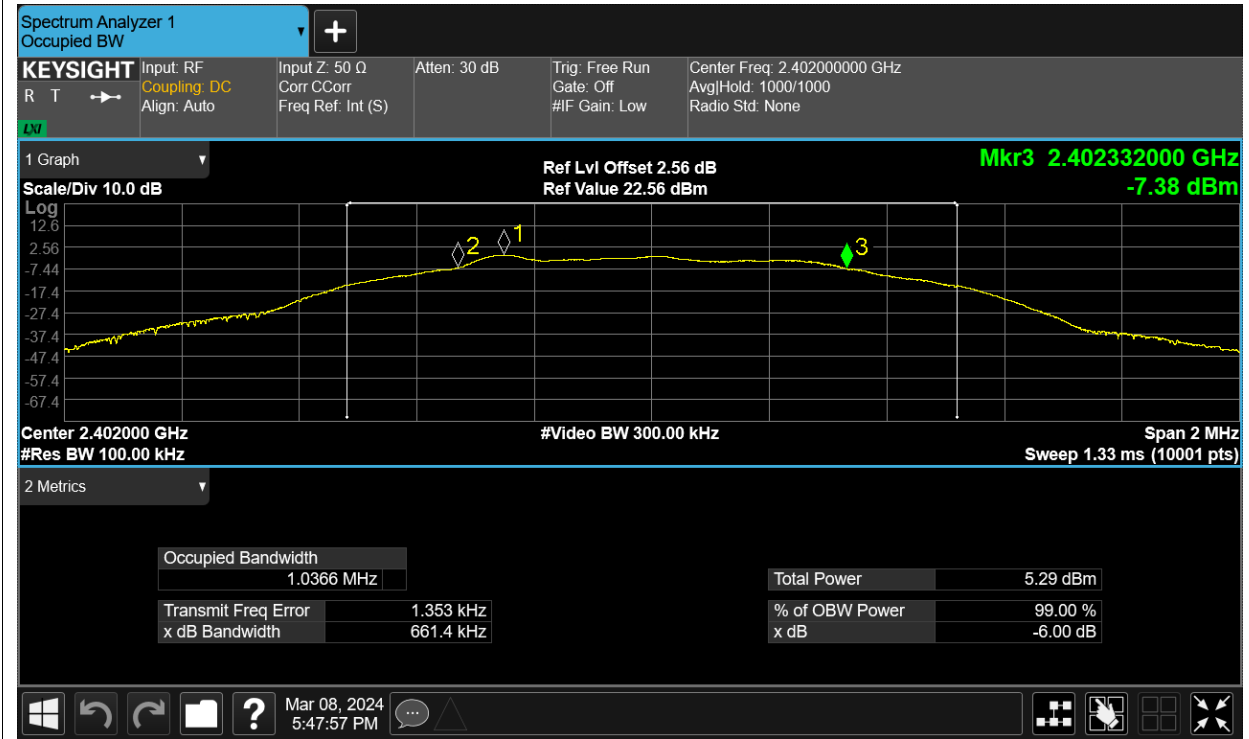 Spectrum Analyzer 1
Occupied BW
KEYSIGHT
R T
LXI
Input: RF
Coupling: DC
Align: Auto
Input Z: 50 Ω
Corr CCorr
Freq Ref: Int (S)
Atten: 30 dB
Trig: Free Run
Gate: Off
#IF Gain: Low
Center Freq: 2.402000000 GHz
Avg|Hold: 1000/1000
Radio Std: None
1 Graph
Scale/Div 10.0 dB
Ref Lvl Offset 2.56 dB
Ref Value 22.56 dBm
Mkr3 2.402332000 GHz
-7.38 dBm
Log
12.6
2.56
-7.44
-17.4
-27.4
-37.4
-47.4
-57.4
-67.4
2
1
3
Center 2.402000 GHz
#Res BW 100.00 kHz
#Video BW 300.00 kHz
Span 2 MHz
Sweep 1.33 ms (10001 pts)
2 Metrics
Occupied Bandwidth
1.0366 MHz
Transmit Freq Error 1.353 kHz
x dB Bandwidth 661.4 kHz
Total Power 5.29 dBm
% of OBW Power 99.00 %
x dB -6.00 dB
?
Mar 08, 2024
5:47:57 PM